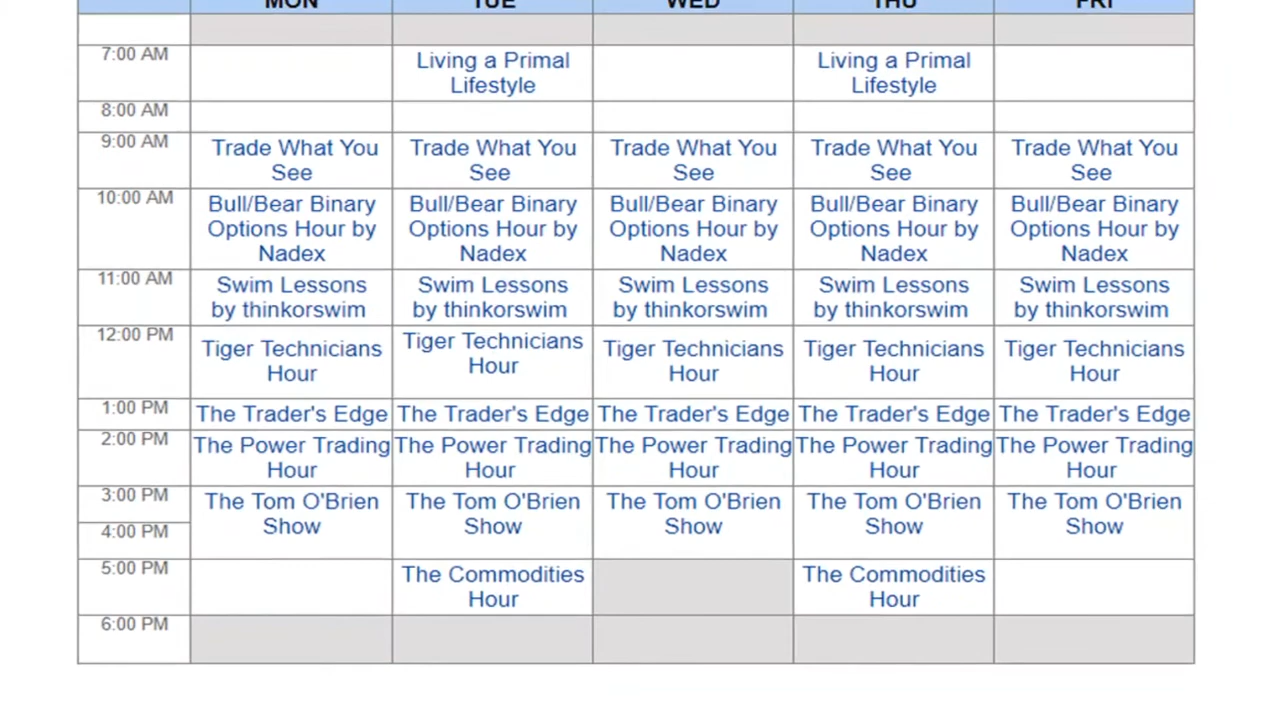 MON TUE WED THU FRI
7:00 AM
Living a Primal Living a Primal
Lifestyle Lifestyle
8:00 AM
9:00 AM
Trade What You Trade What You Trade What You Trade What You Trade What You
See See See See See
10:00 AM
Bull/Bear Binary Bull/Bear Binary Bull/Bear Binary Bull/Bear Binary Bull/Bear Binary
Options Hour by Options Hour by Options Hour by Options Hour by Options Hour by
Nadex Nadex Nadex Nadex Nadex
11:00 AM
Swim Lessons Swim Lessons Swim Lessons Swim Lessons Swim Lessons
by thinkorswim by thinkorswim by thinkorswim by thinkorswim by thinkorswim
12:00 PM
Tiger Technicians Tiger Technicians Tiger Technicians Tiger Technicians Tiger Technicians
Hour Hour Hour Hour Hour
1:00 PM
The Trader's Edge The Trader's Edge The Trader's Edge The Trader's Edge The Trader's Edge
2:00 PM
The Power Trading The Power Trading The Power Trading The Power Trading The Power Trading
Hour Hour Hour Hour Hour
3:00 PM
The Tom O'Brien The Tom O'Brien The Tom O'Brien The Tom O'Brien The Tom O'Brien
Show Show Show Show Show
4:00 PM
5:00 PM
The Commodities The Commodities
Hour Hour
6:00 PM